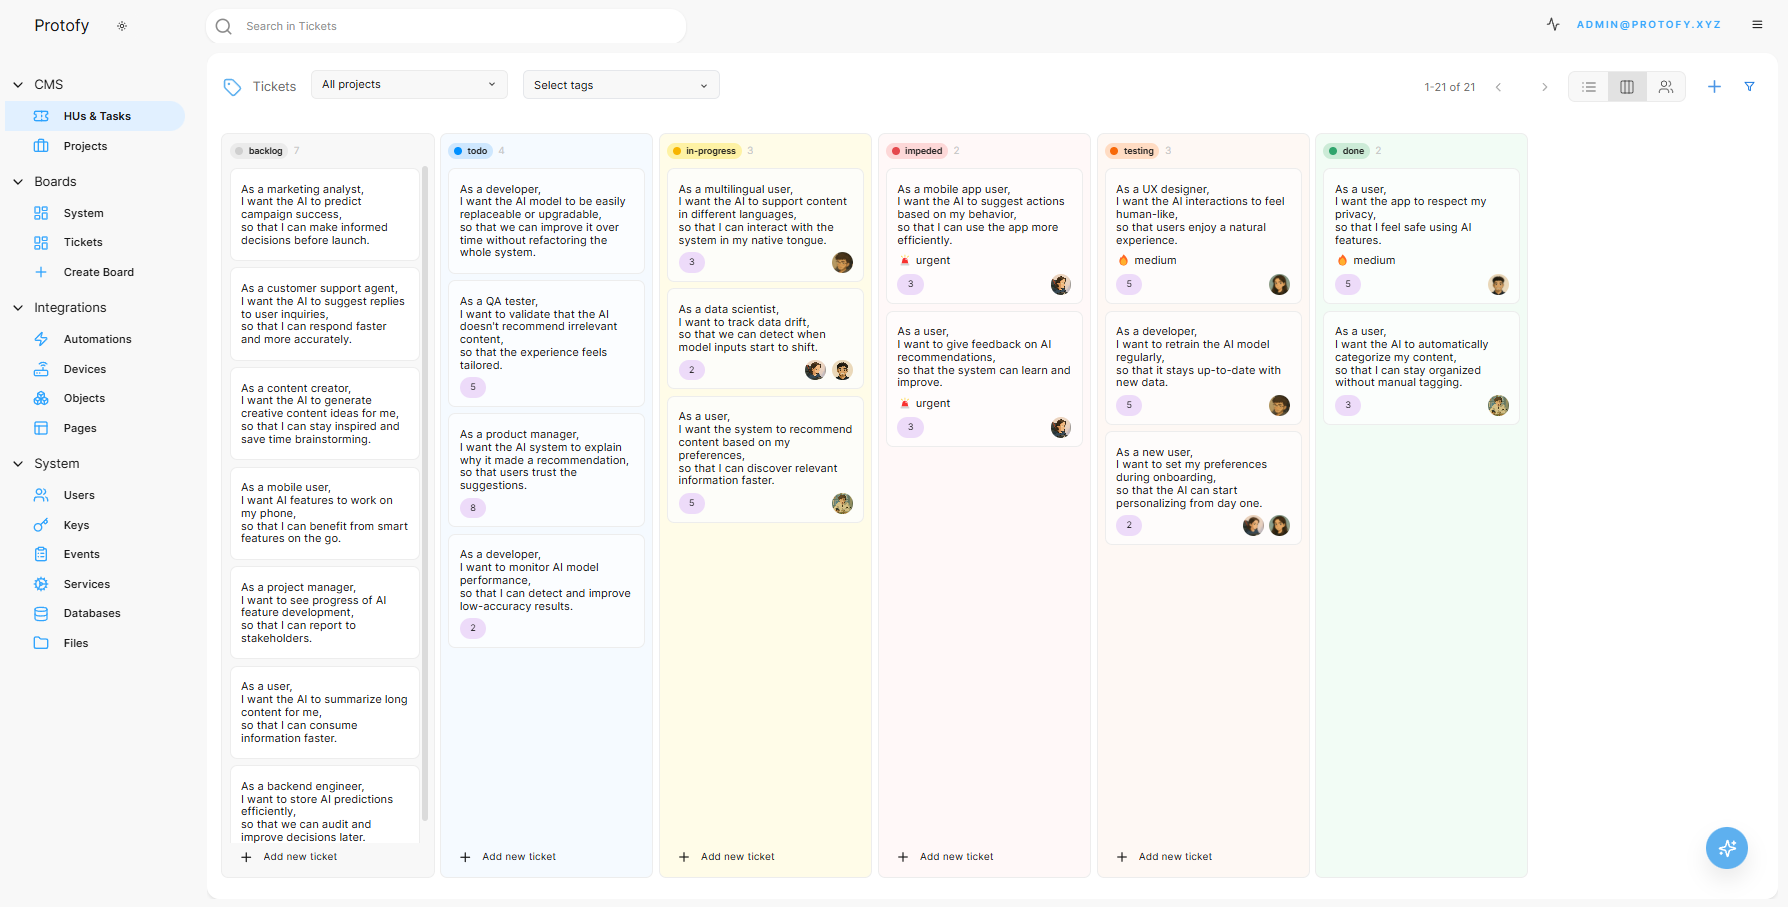 Protofy
Search in Tickets
ADMIN@PROTOFY.XYZ
CMS
HUs & Tasks
Projects
Boards
System
Tickets
Create Board
Integrations
Automations
Devices
Objects
Pages
System
Users
Keys
Events
Services
Databases
Files
Tickets
All projects
Select tags
1-21 of 21
backlog 7
As a marketing analyst,
I want the AI to predict
campaign success,
so that I can make informed
decisions before launch.
As a customer support agent,
I want the AI to suggest replies
to user inquiries,
so that I can respond faster
and more accurately.
As a content creator,
I want the AI to generate
creative content ideas for me,
so that I can stay inspired and
save time brainstorming.
As a mobile user,
I want AI features to work on
my phone,
so that I can benefit from smart
features on the go.
As a project manager,
I want to see progress of AI
feature development,
so that I can report to
stakeholders.
As a user,
I want the AI to summarize long
content for me,
so that I can consume
information faster.
As a backend engineer,
I want to store AI predictions
efficiently,
so that we can audit and
improve decisions later.
Add new ticket
todo 4
As a developer,
I want the AI model to be easily
replaceable or upgradable,
so that we can improve it over
time without refactoring the
whole system.
As a QA tester,
I want to validate that the AI
doesn't recommend irrelevant
content,
so that the experience feels
tailored.
5
As a product manager,
I want the AI system to explain
why it made a recommendation,
so that users trust the
suggestions.
8
As a developer,
I want to monitor AI model
performance,
so that I can detect and improve
low-accuracy results.
2
Add new ticket
in-progress 3
As a multilingual user,
I want the AI to support content
in different languages,
so that I can interact with the
system in my native tongue.
3
As a data scientist,
I want to track data drift,
so that we can detect when
model inputs start to shift.
2
As a user,
I want the system to recommend
content based on my
preferences,
so that I can discover relevant
information faster.
5
Add new ticket
impeded 2
As a mobile app user,
I want the AI to suggest actions
based on my behavior,
so that I can use the app more
efficiently.
urgent
3
As a user,
I want to give feedback on AI
recommendations,
so that the system can learn and
improve.
urgent
3
Add new ticket
testing 3
As a UX designer,
I want the AI interactions to feel
human-like,
so that users enjoy a natural
experience.
medium
5
As a developer,
I want to retrain the AI model
regularly,
so that it stays up-to-date with
new data.
5
As a new user,
I want to set my preferences
during onboarding,
so that the AI can start
personalizing from day one.
2
Add new ticket
done 2
As a user,
I want the app to respect my
privacy,
so that I feel safe using AI
features.
medium
5
As a user,
I want the AI to automatically
categorize my content,
so that I can stay organized
without manual tagging.
3